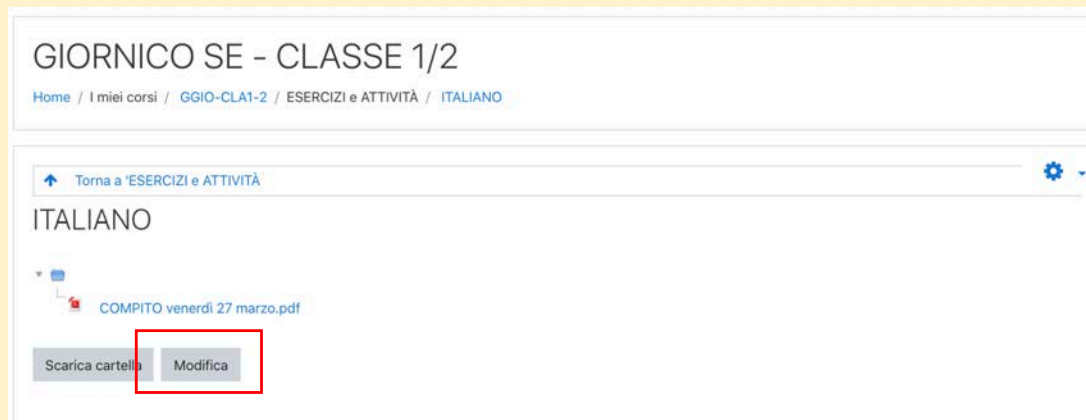 GIORNICO SE - CLASSE 1/2
Home / I miei corsi / GGIO-CLA1-2 / ESERCIZI e ATTIVITÀ / ITALIANO
Torna a 'ESERCIZI e ATTIVITÀ
ITALIANO
COMPITO venerdì 27 marzo.pdf
Scarica cartella Modifica